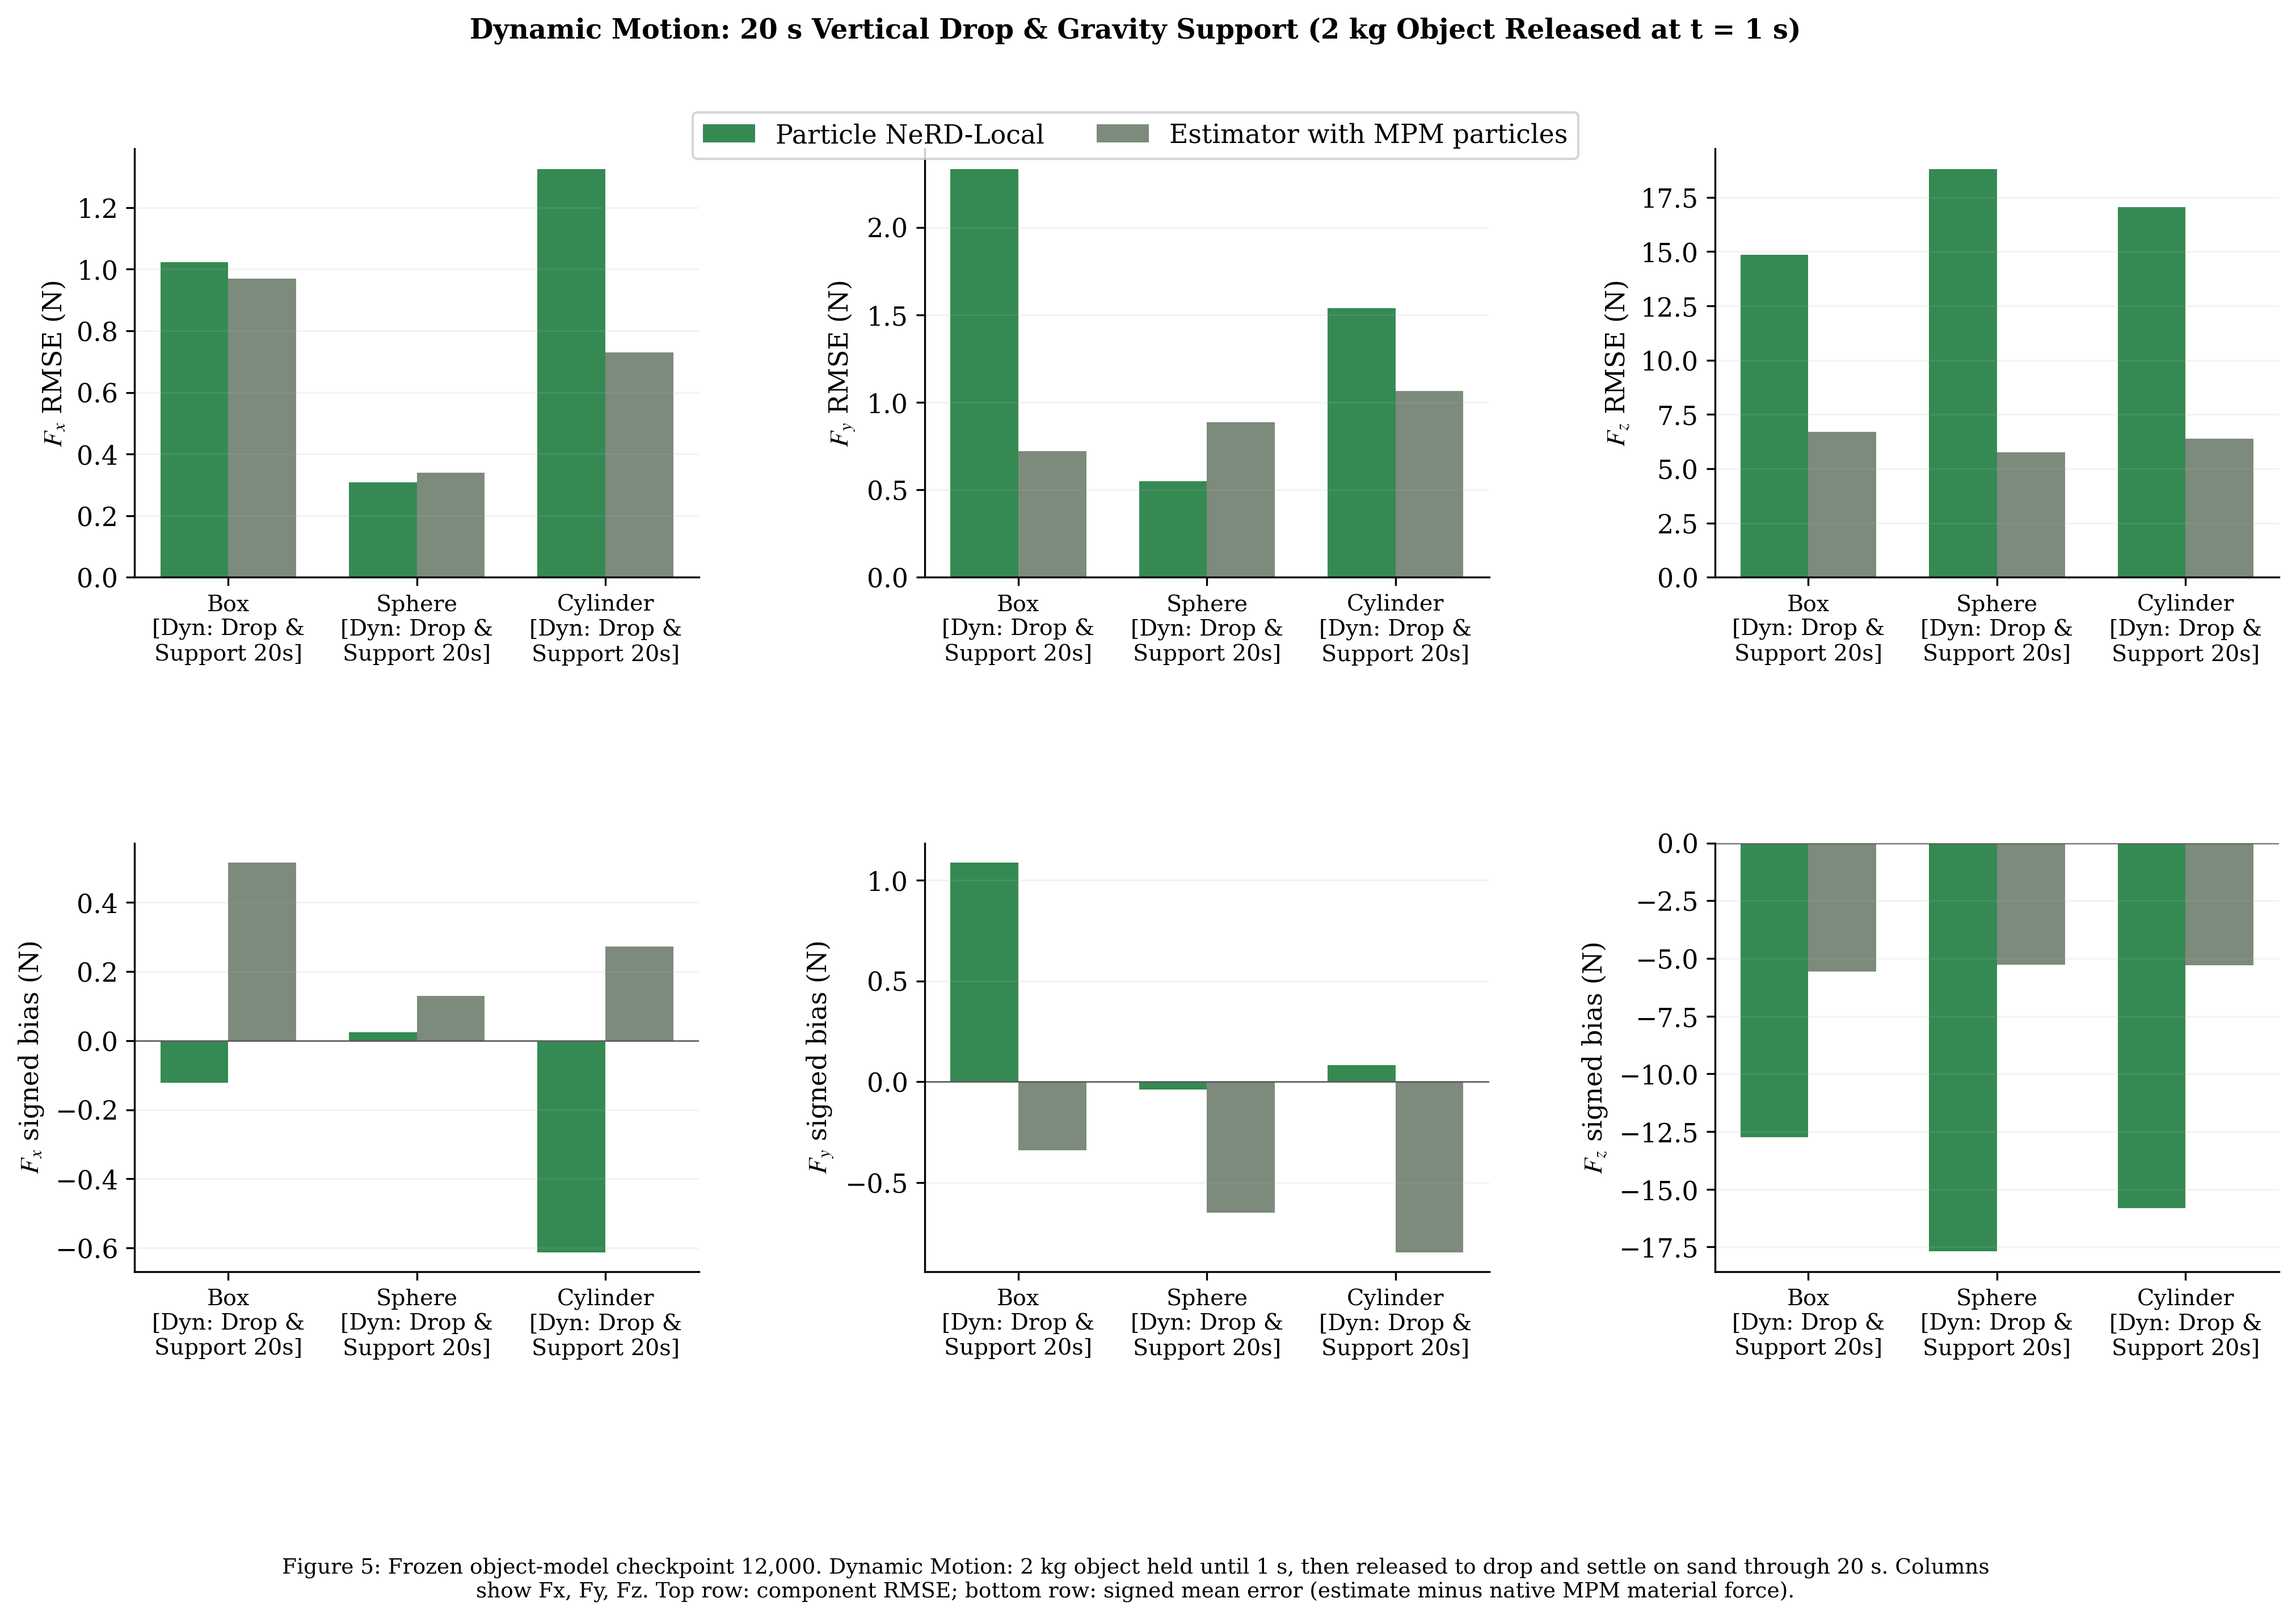 Dynamic Motion: 20 s Vertical Drop & Gravity Support (2 kg Object Released at t = 1 s)
Particle NeRD-Local
Estimator with MPM particles
Fx RMSE (N)
1.2
1.0
0.8
0.6
0.4
0.2
0.0
Box
[Dyn: Drop &
Support 20s]
Sphere
[Dyn: Drop &
Support 20s]
Cylinder
[Dyn: Drop &
Support 20s]
Fy RMSE (N)
2.0
1.5
1.0
0.5
0.0
Box
[Dyn: Drop &
Support 20s]
Sphere
[Dyn: Drop &
Support 20s]
Cylinder
[Dyn: Drop &
Support 20s]
Fz RMSE (N)
17.5
15.0
12.5
10.0
7.5
5.0
2.5
0.0
Box
[Dyn: Drop &
Support 20s]
Sphere
[Dyn: Drop &
Support 20s]
Cylinder
[Dyn: Drop &
Support 20s]
Fx signed bias (N)
0.4
0.2
0.0
−0.2
−0.4
−0.6
Box
[Dyn: Drop &
Support 20s]
Sphere
[Dyn: Drop &
Support 20s]
Cylinder
[Dyn: Drop &
Support 20s]
Fy signed bias (N)
1.0
0.5
0.0
−0.5
Box
[Dyn: Drop &
Support 20s]
Sphere
[Dyn: Drop &
Support 20s]
Cylinder
[Dyn: Drop &
Support 20s]
Fz signed bias (N)
0.0
−2.5
−5.0
−7.5
−10.0
−12.5
−15.0
−17.5
Box
[Dyn: Drop &
Support 20s]
Sphere
[Dyn: Drop &
Support 20s]
Cylinder
[Dyn: Drop &
Support 20s]
Figure 5: Frozen object-model checkpoint 12,000. Dynamic Motion: 2 kg object held until 1 s, then released to drop and settle on sand through 20 s. Columns
show Fx, Fy, Fz. Top row: component RMSE; bottom row: signed mean error (estimate minus native MPM material force).